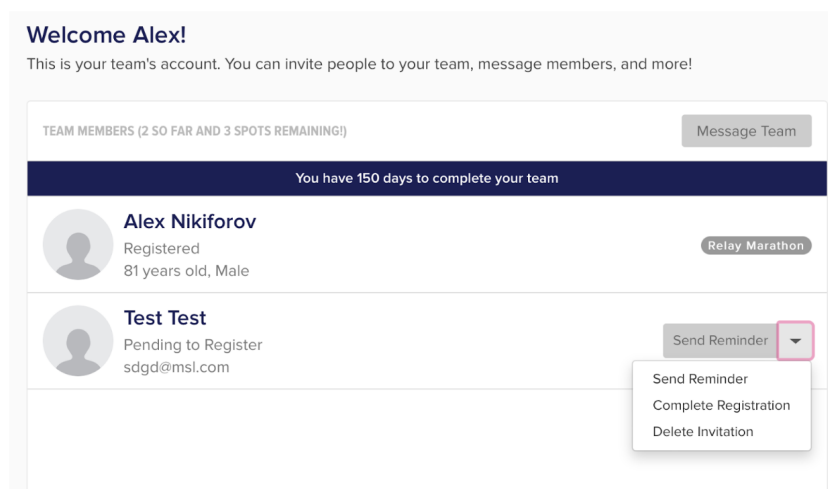 Welcome Alex!
This is your team's account. You can invite people to your team, message members, and more!
TEAM MEMBERS (2 SO FAR AND 3 SPOTS REMAINING!)
Message Team
You have 150 days to complete your team
Alex Nikiforov
Registered
81 years old, Male
Relay Marathon
Test Test
Pending to Register
sdgd@msl.com
Send Reminder
Send Reminder
Complete Registration
Delete Invitation